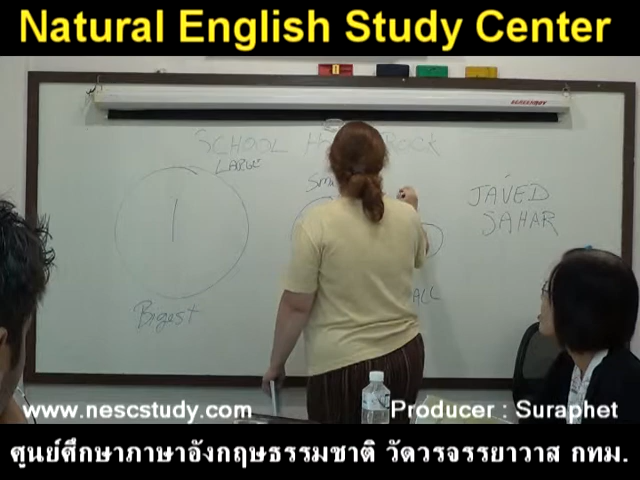 Natural English Study Center
SCHOOL ROCK
LARGE
JAVED
SAHAR
Bigest
www.nescstudy.com
Producer : Suraphet
ศูนย์ศึกษาภาษาอังกฤษธรรมชาติ วัดวรจรรยาวาส กทม.